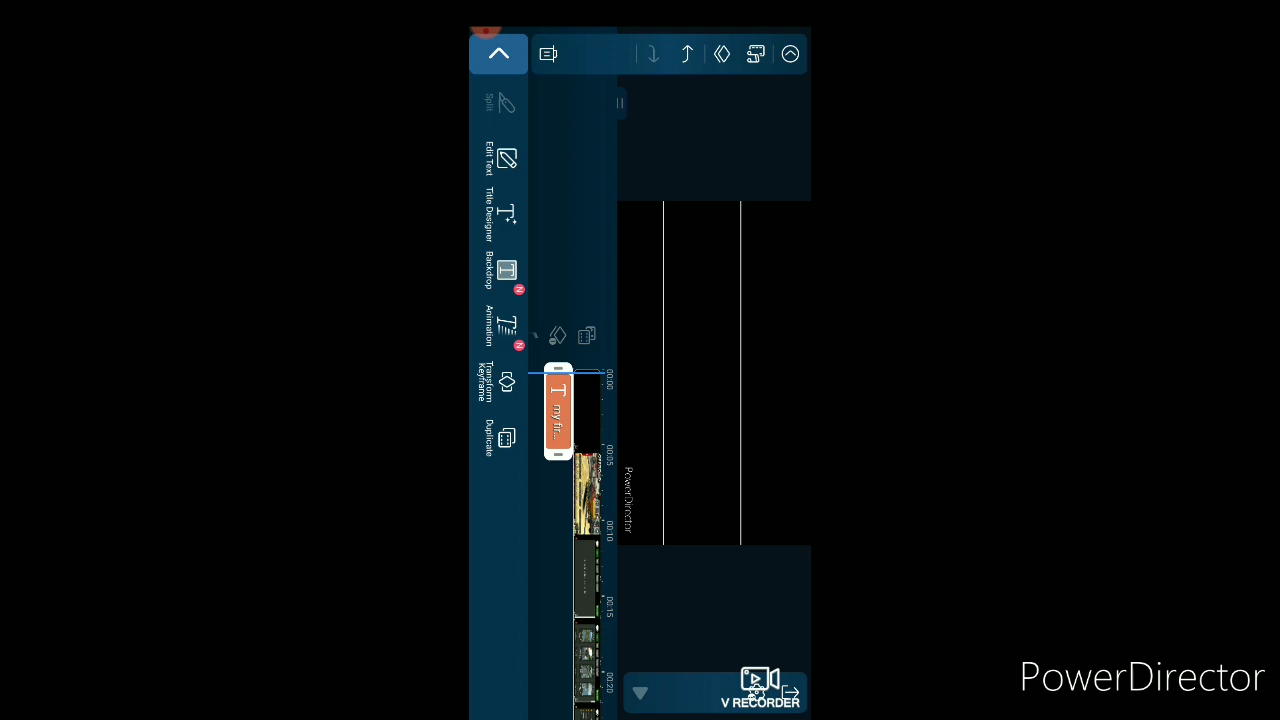 Split
Edit Text
Title Designer
Backdrop
N
Animation
N
Transform
Keyframe
Duplicate
T my fir...
00:00
00:05
00:10
00:15
00:20
PowerDirector
V RECORDER
PowerDirector